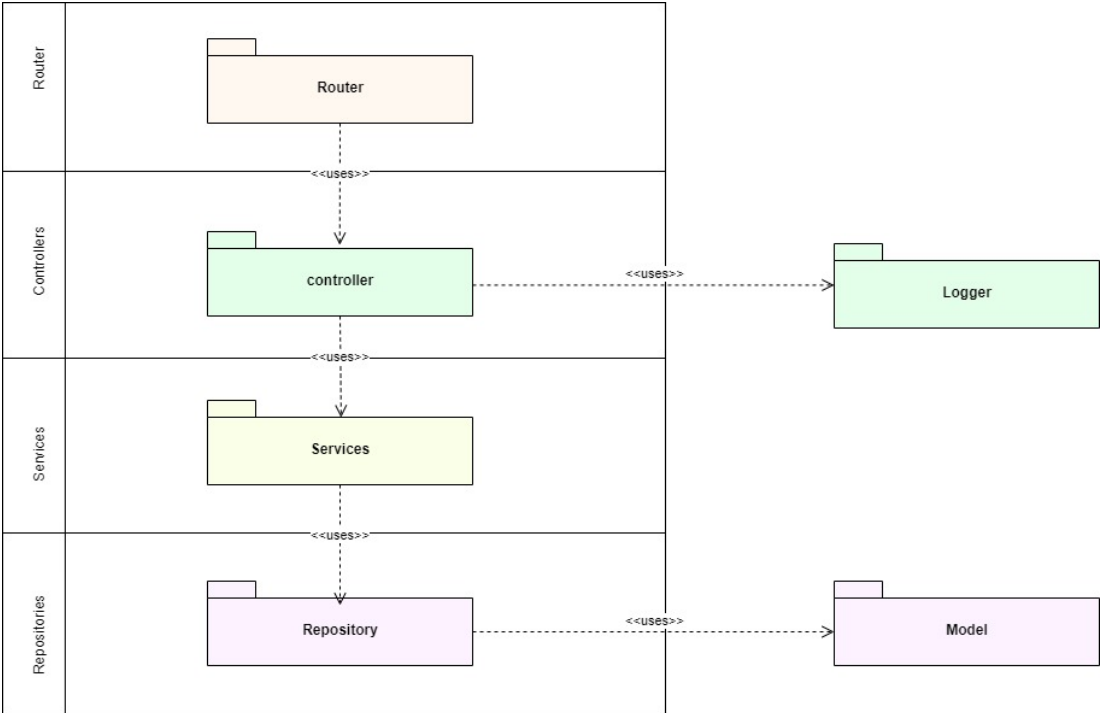 Router
Router
<<uses>>
Controllers
controller
<<uses>>
Logger
<<uses>>
Services
Services
<<uses>>
Repositories
Repository
<<uses>>
Model